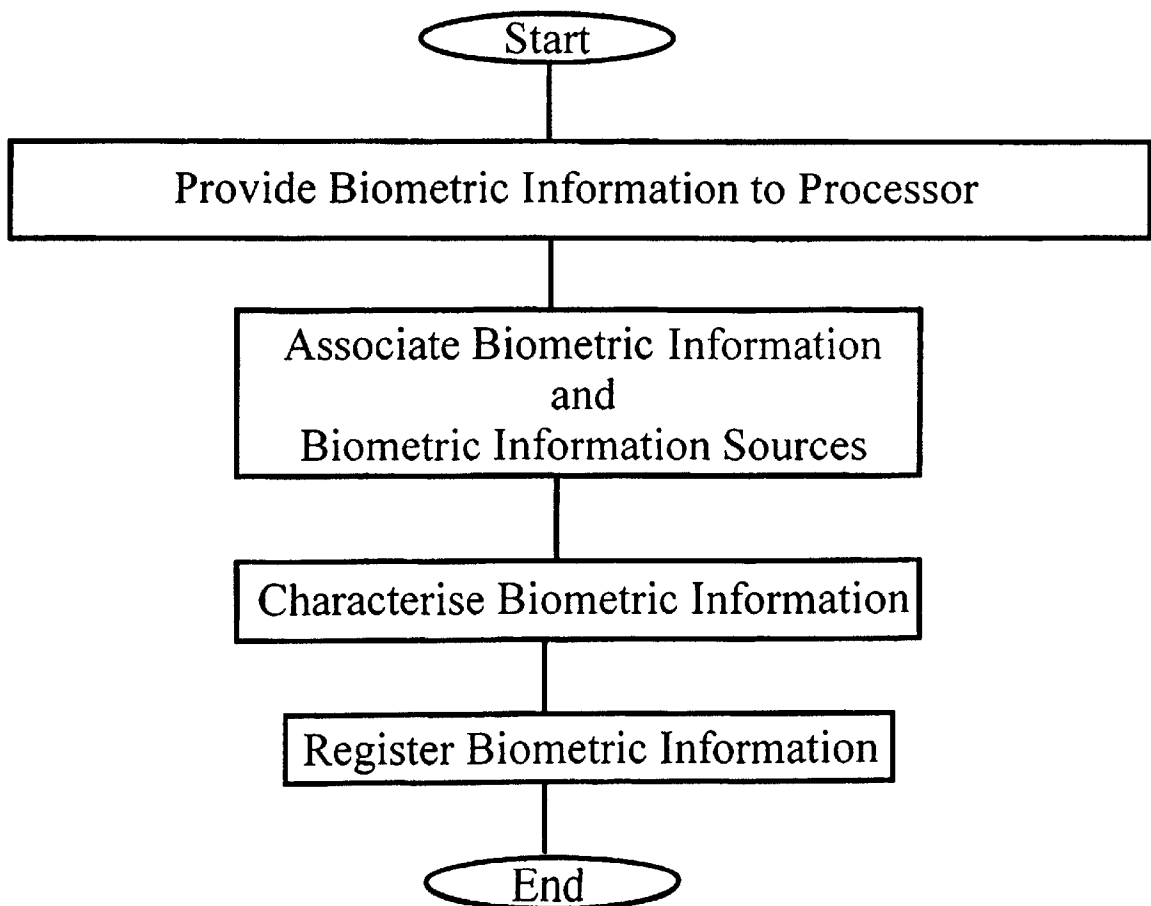 Start
Provide Biometric Information to Processor
Associate Biometric Information
and
Biometric Information Sources
Characterise Biometric Information
Register Biometric Information
End